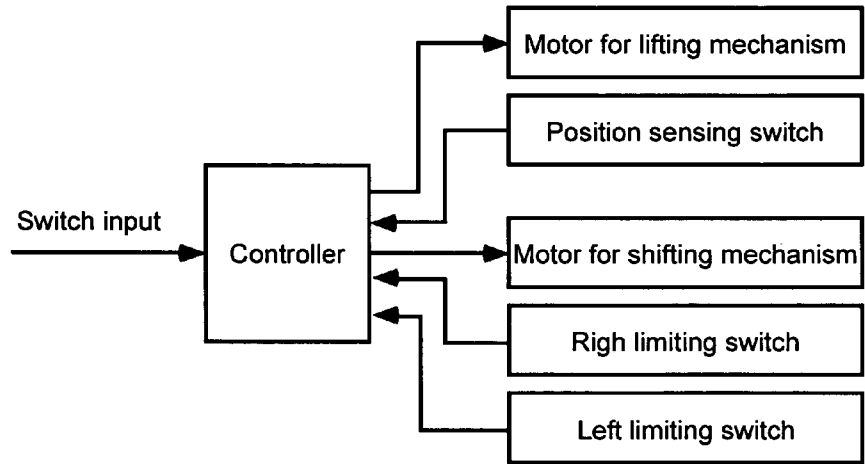 Motor for lifting mechanism
Position sensing switch
Switch input
Controller
Motor for shifting mechanism
Righ limiting switch
Left limiting switch